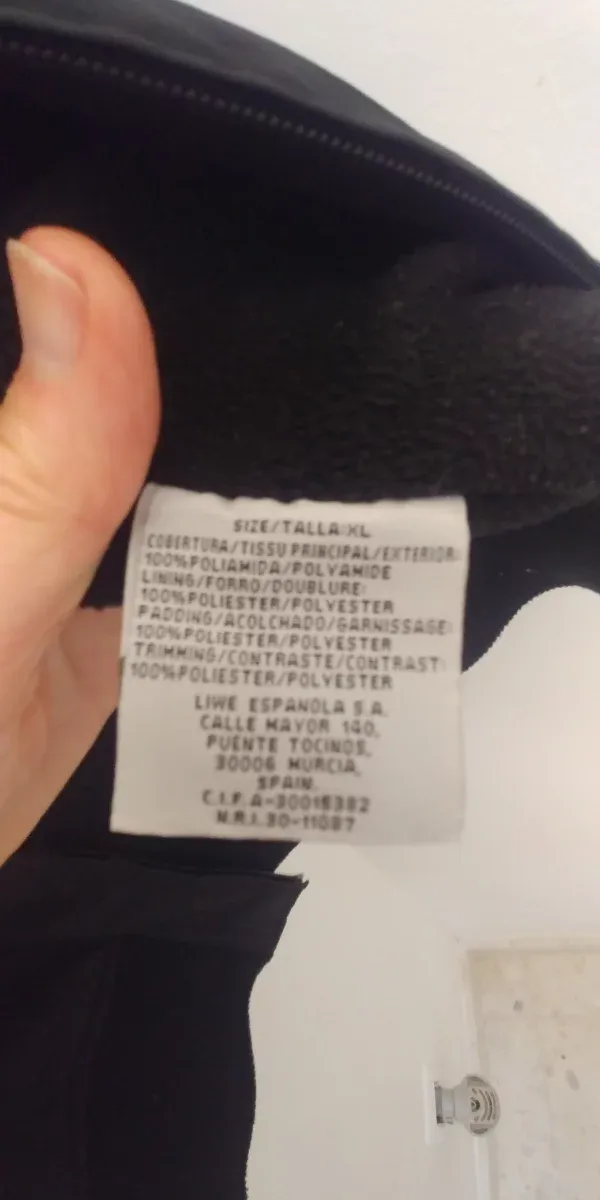 SIZE/TALLA:XL
COBERTURA/TISSU PRINCIPAL/EXTERIOR:
100%POLIAMIDA/POLYAMIDE
LINING/FORRO/DOUBLURE:
100%POLIESTER/POLYESTER
PADDING/ACOLCHADO/GARNISSAGE:
100%POLIESTER/POLYESTER
TRIMMING/CONTRASTE/CONTRAST:
100%POLIESTER/POLYESTER
LIWE ESPANOLA S.A.
CALLE MAYOR 140,
PUENTE TOCINOS,
30006 MURCIA,
SPAIN.
C.I.F. A-30015382
N.R.I.30-11087